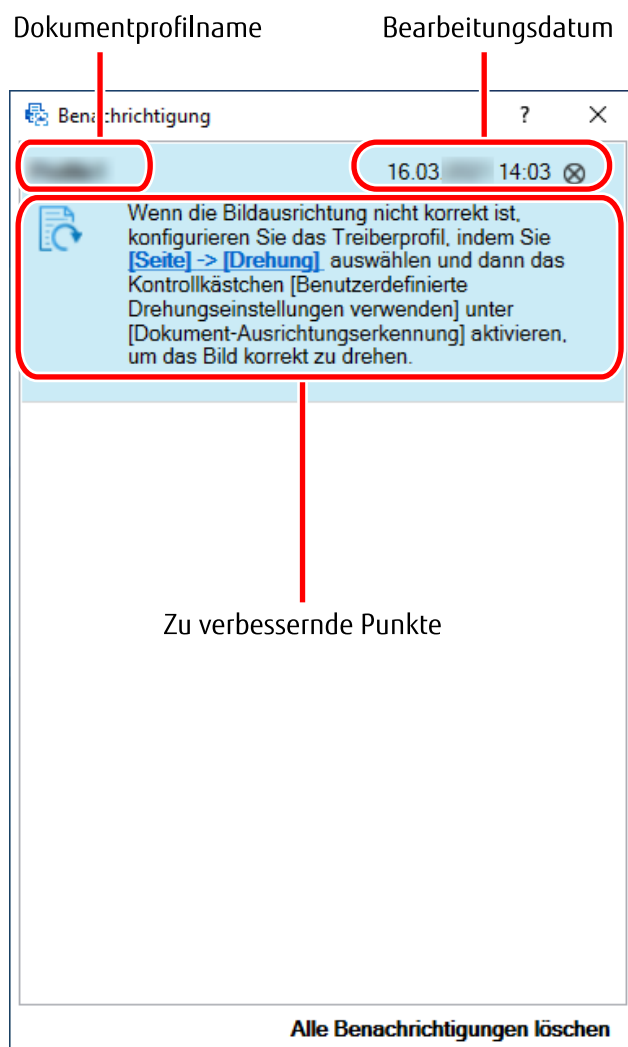 Dokumentprofilname Bearbeitungsdatum
Benachrichtigung ?
16.03 14:03
Wenn die Bildausrichtung nicht korrekt ist,
konfigurieren Sie das Treiberprofil, indem Sie
[Seite] -> [Drehung] auswählen und dann das
Kontrollkästchen [Benutzerdefinierte
Drehungseinstellungen verwenden] unter
[Dokument-Ausrichtungserkennung] aktivieren,
um das Bild korrekt zu drehen.
Zu verbessernde Punkte
Alle Benachrichtigungen löschen